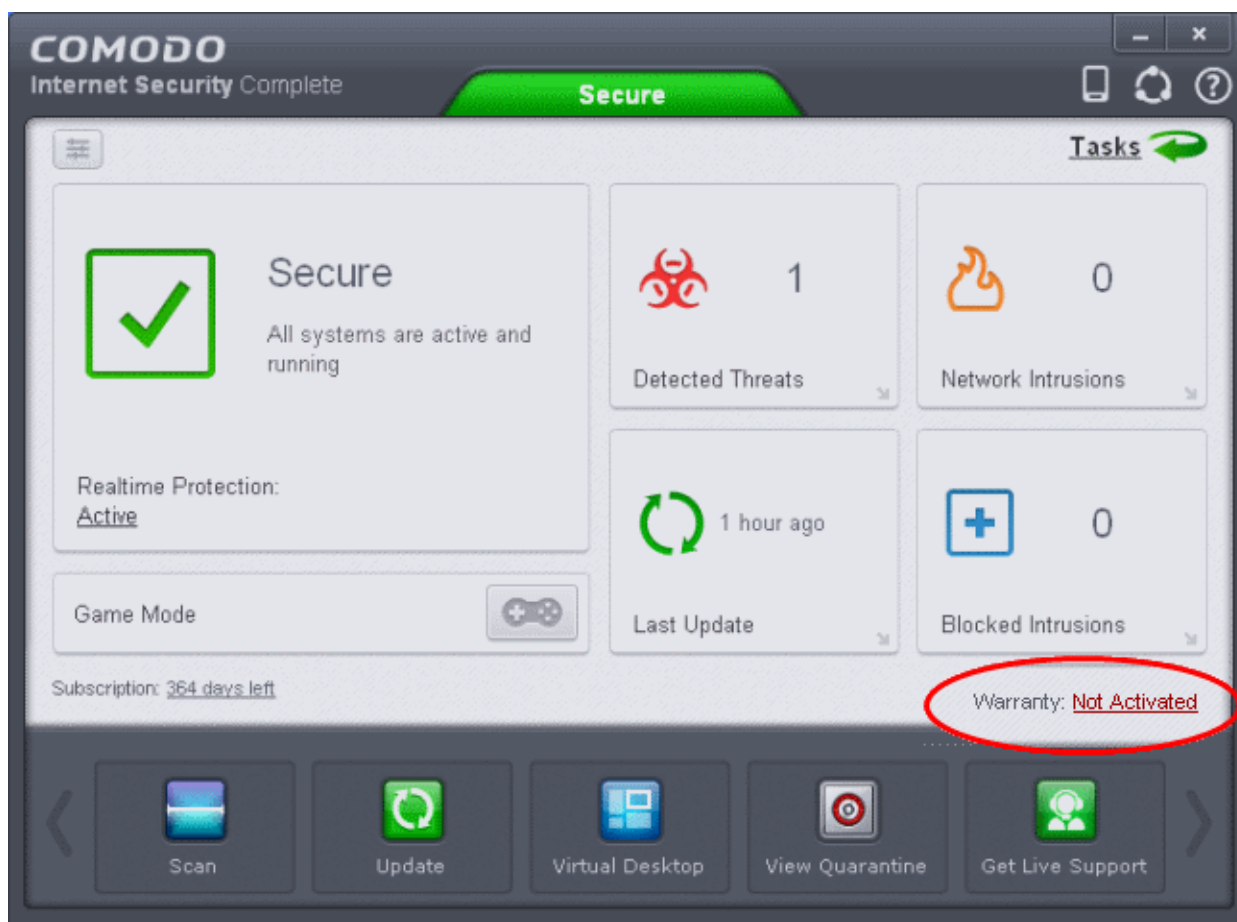 COMODO
Internet Security Complete
Secure
Tasks
Secure
All systems are active and
running
Realtime Protection:
Active
1
Detected Threats
0
Network Intrusions
Game Mode
1 hour ago
Last Update
0
Blocked Intrusions
Subscription: 364 days left
Warranty: Not Activated
Scan
Update
Virtual Desktop
View Quarantine
Get Live Support